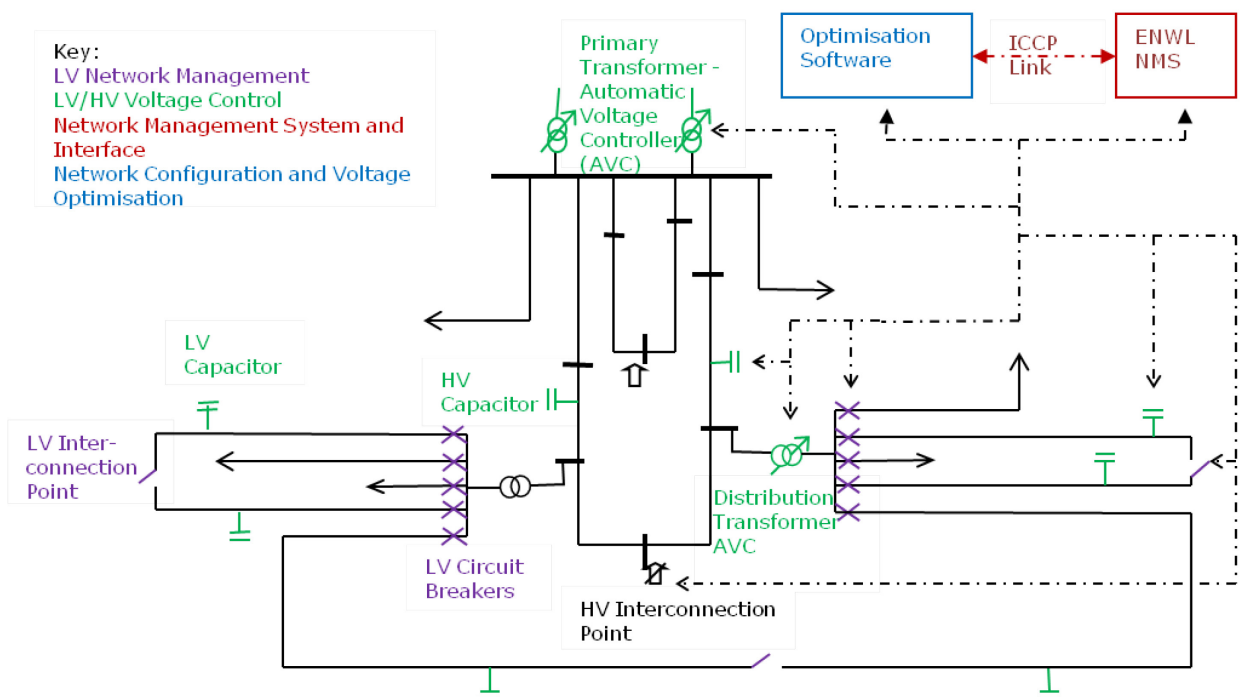 Key:
LV Network Management
LV/HV Voltage Control
Network Management System and
Interface
Network Configuration and Voltage
Optimisation
Primary
Transformer -
Automatic
Voltage
Controller
(AVC)
Optimisation
Software
ICCP
Link
ENWL
NMS
LV
Capacitor
HV
Capacitor
LV Inter-
connection
Point
LV Circuit
Breakers
Distribution
Transformer
AVC
HV Interconnection
Point